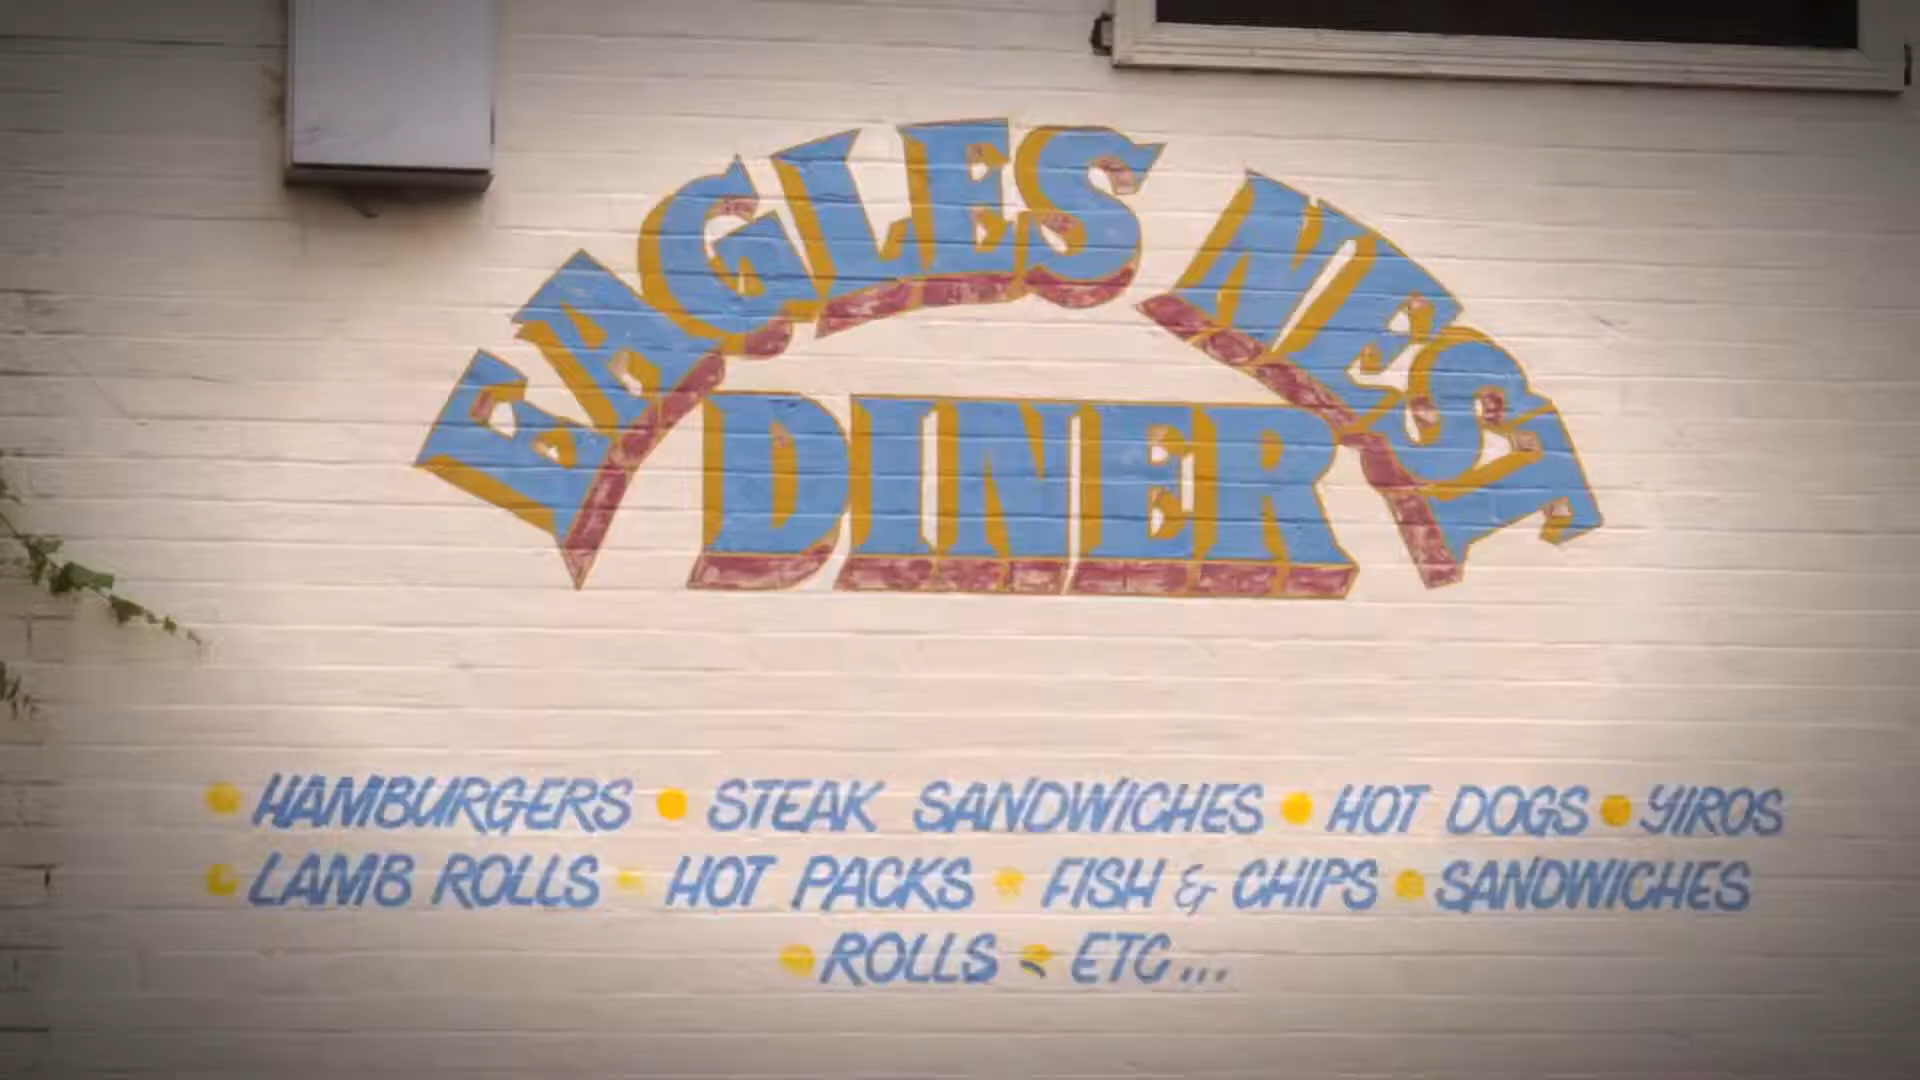 EAGLES NEST
DINER
• HAMBURGERS • STEAK SANDWICHES • HOT DOGS • YIROS
• LAMB ROLLS • HOT PACKS • FISH & CHIPS • SANDWICHES
• ROLLS • ETC...